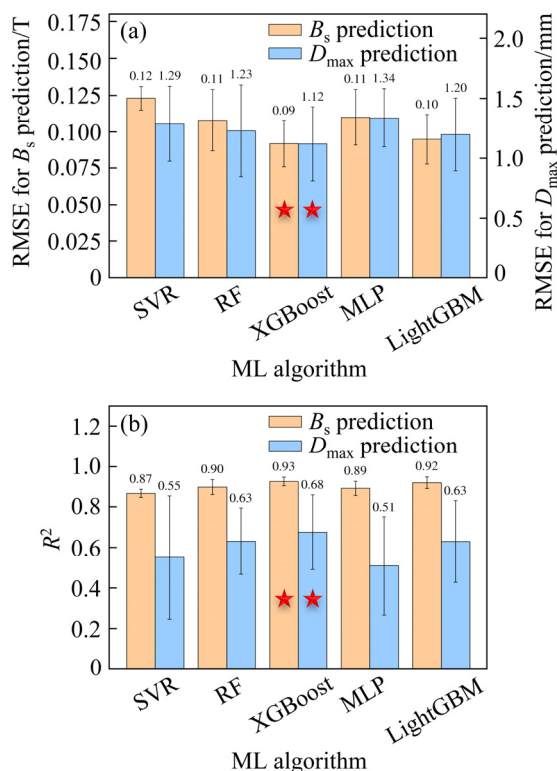 (a)
Bs prediction
Dmax prediction
RMSE for Bs prediction/T
0.175
0.150
0.125
0.100
0.075
0.050
0.025
0
0.12 1.29 0.11 1.23 0.09 1.12 0.11 1.34 0.10 1.20
2.0
1.5
1.0
0.5
0
RMSE for Dmax prediction/mm
SVR RF XGBoost MLP LightGBM
ML algorithm
(b)
Bs prediction
Dmax prediction
R²
1.2
1.0
0.8
0.6
0.4
0.2
0
0.87 0.55 0.90 0.63 0.93 0.68 0.89 0.51 0.92 0.63
SVR RF XGBoost MLP LightGBM
ML algorithm